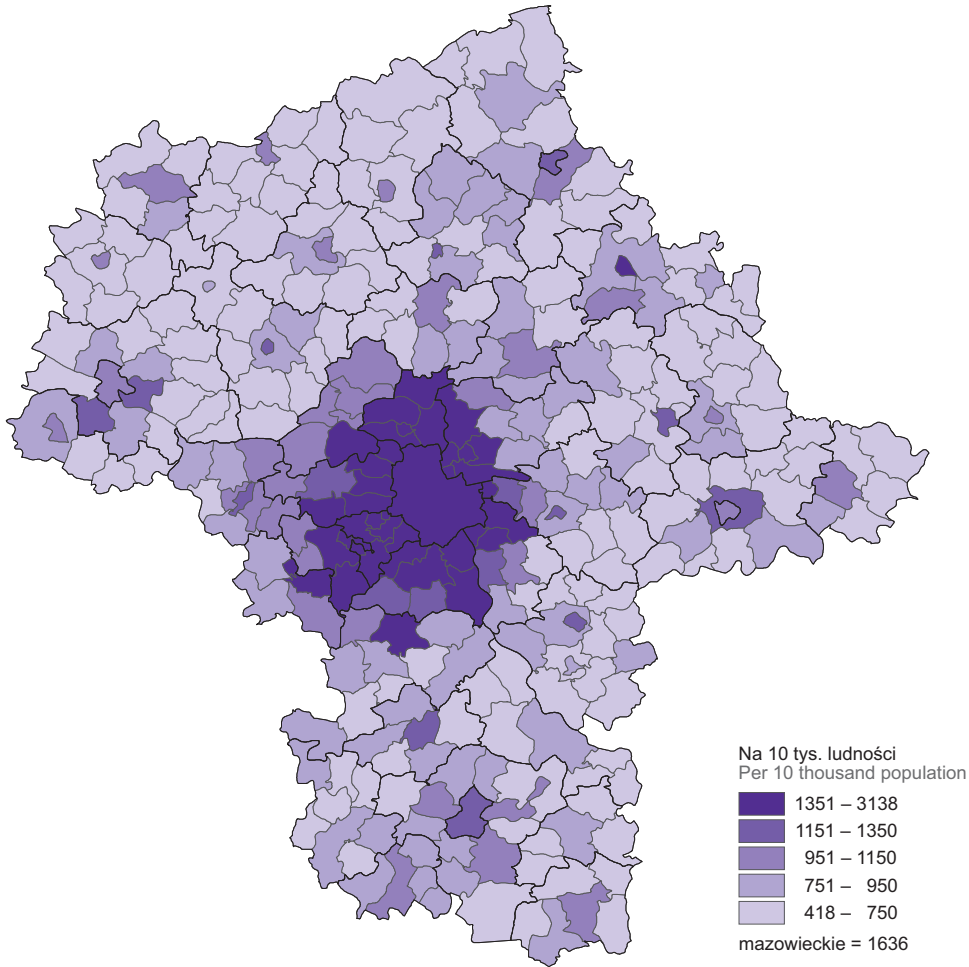 Na 10 tys. ludności
Per 10 thousand population
1351 – 3138
1151 – 1350
951 – 1150
751 – 950
418 – 750
mazowieckie = 1636